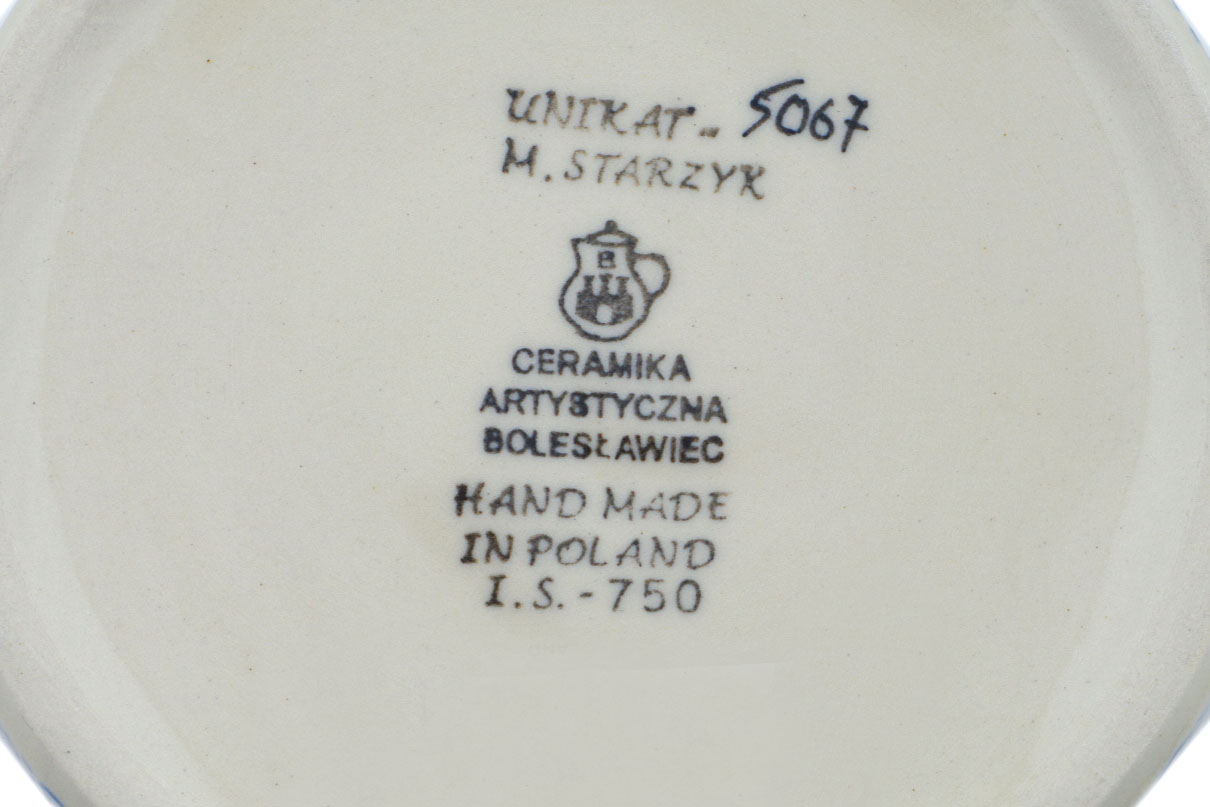 UNIKAT- 5067
M. STARZYK
B
CERAMIKA
ARTYSTYCZNA
BOLESŁAWIEC
HAND MADE
IN POLAND
I.S.-750